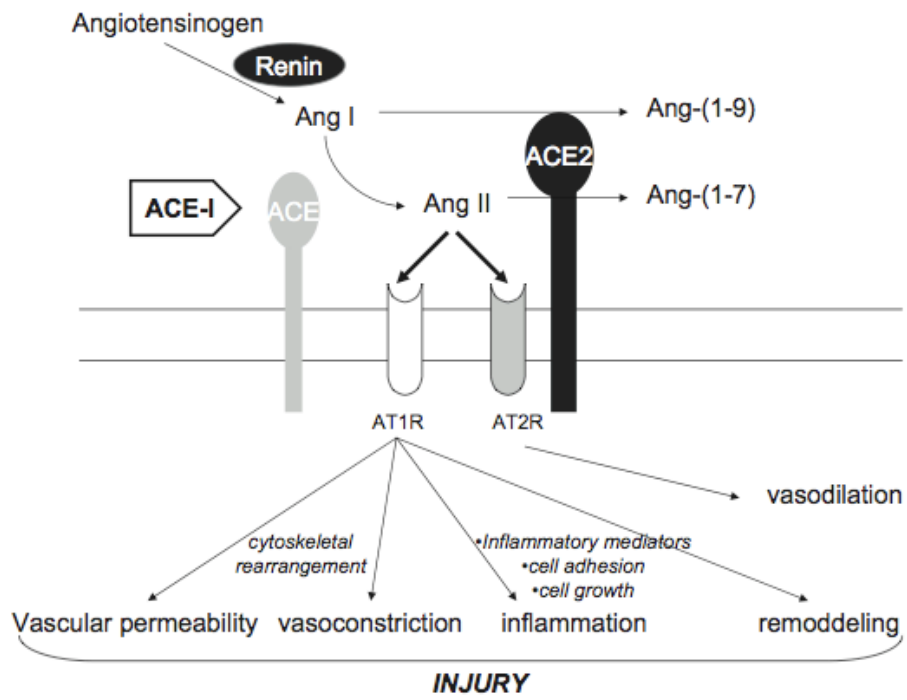 Angiotensinogen
Renin
Ang I
Ang-(1-9)
ACE2
ACE-I
ACE
Ang II
Ang-(1-7)
AT1R
AT2R
vasodilation
cytoskeletal
rearrangement
•Inflammatory mediators
•cell adhesion
•cell growth
Vascular permeability
vasoconstriction
inflammation
remoddeling
INJURY